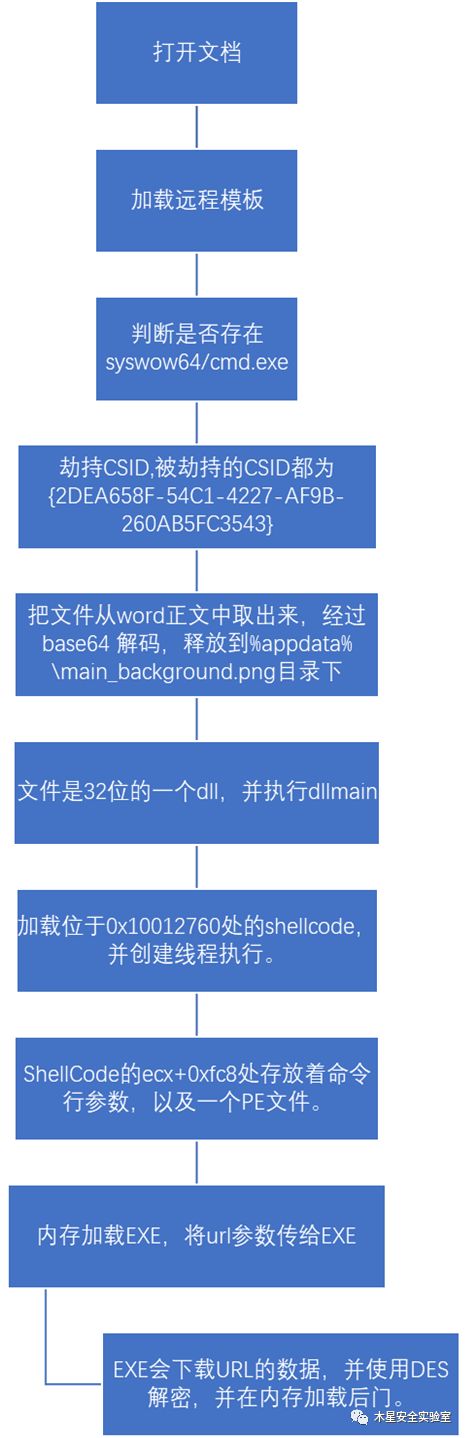 打开文档
加载远程模板
判断是否存在
syswow64/cmd.exe
劫持CSID,被劫持的CSID都为
{2DEA658F-54C1-4227-AF9B-
260AB5FC3543}
把文件从word正文中取出来，经过
base64 解码，释放到%appdata%
\main_background.png目录下
文件是32位的一个dll，并执行dllmain
加载位于0x10012760处的shellcode，
并创建线程执行。
ShellCode的ecx+0xfc8处存放着命令
行参数，以及一个PE文件。
内存加载EXE，将url参数传给EXE
EXE会下载URL的数据，并使用DES
解密，并在内存加载后门。
木星安全实验室